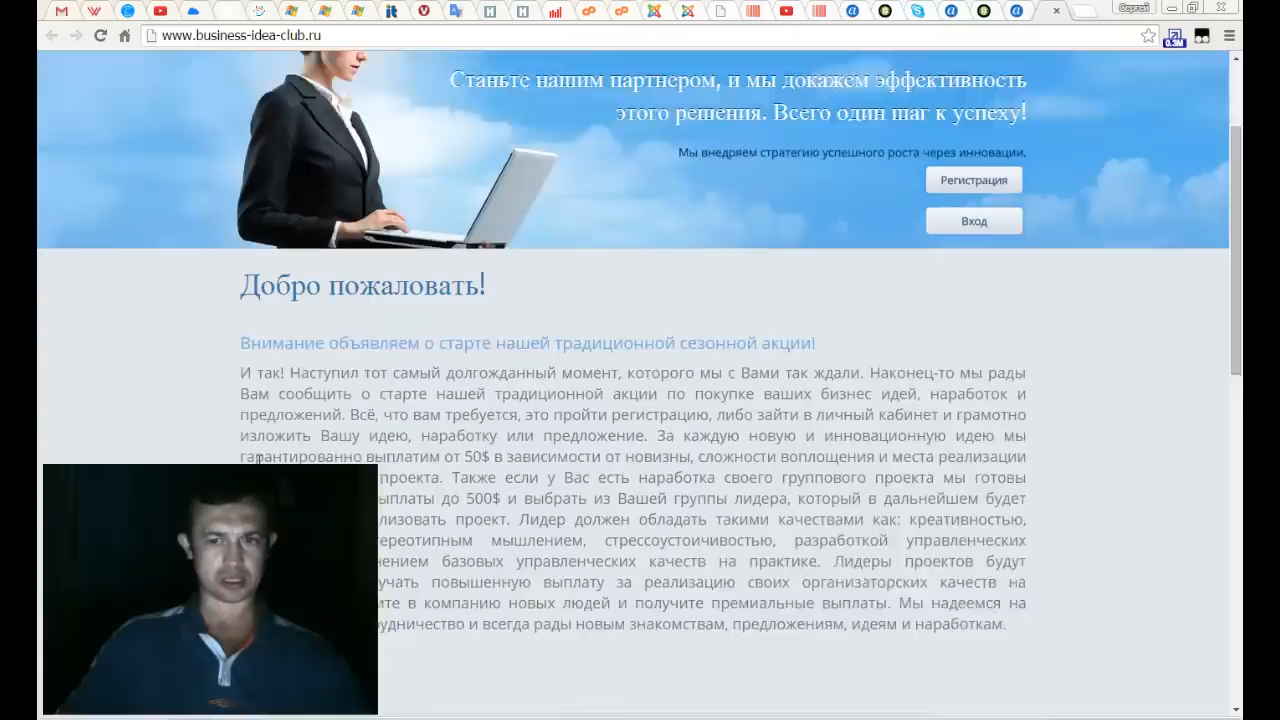 Сергей
www.business-idea-club.ru
0.3M
Станьте нашим партнером, и мы докажем эффективность
этого решения. Всего один шаг к успеху!
Мы внедряем стратегию успешного роста через инновации.
Регистрация
Вход
Добро пожаловать!
Внимание объявляем о старте нашей традиционной сезонной акции!
И так! Наступил тот самый долгожданный момент, которого мы с Вами так ждали. Наконец-то мы рады
Вам сообщить о старте нашей традиционной акции по покупке ваших бизнес идей, наработок и
предложений. Всё, что вам требуется, это пройти регистрацию, либо зайти в личный кабинет и грамотно
изложить Вашу идею, наработку или предложение. За каждую новую и инновационную идею мы
гарантированно выплатим от 50$ в зависимости от новизны, сложности воплощения и места реализации
проекта. Также если у Вас есть наработка своего группового проекта мы готовы
до 500$ и выбрать из Вашей группы лидера, который в дальнейшем будет
проект. Лидер должен обладать такими качествами как: креативностью,
мышлением, стрессоустойчивостью, разработкой управленческих
базовых управленческих качеств на практике. Лидеры проектов будут
повышенную выплату за реализацию своих организаторских качеств на
в компанию новых людей и получите премиальные выплаты. Мы надеемся на
и всегда рады новым знакомствам, предложениям, идеям и наработкам.